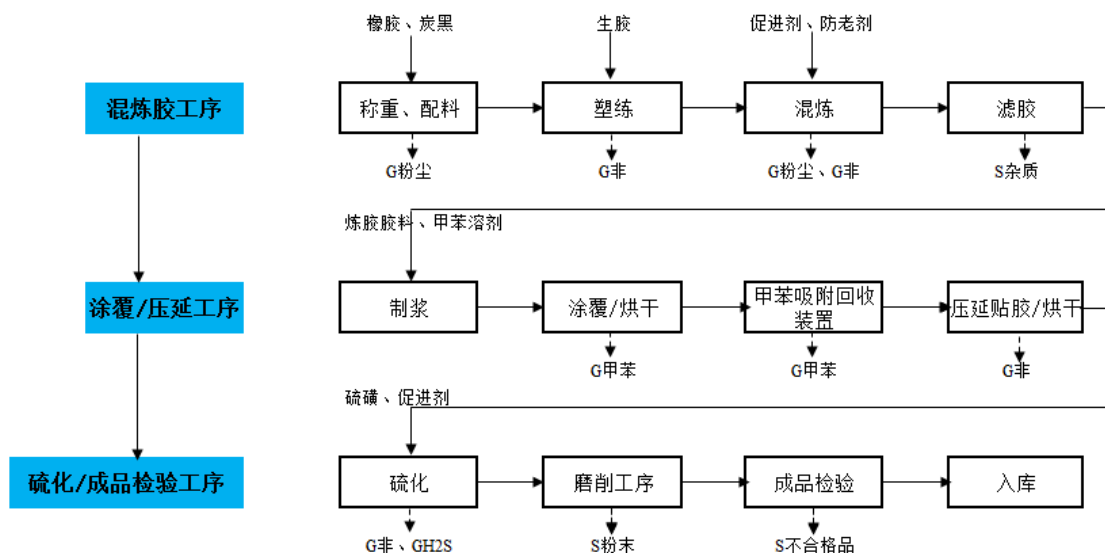 橡胶、炭黑
生胶
促进剂、防老剂
混炼胶工序
称重、配料
塑练
混炼
滤胶
G粉尘
G非
G粉尘、G非
S杂质
炼胶胶料、甲苯溶剂
涂覆/压延工序
制浆
涂覆/烘干
甲苯吸附回收
装置
压延贴胶/烘干
G甲苯
G甲苯
G非
硫磺、促进剂
硫化/成品检验工序
硫化
磨削工序
成品检验
入库
G非、GH2S
S粉末
S不合格品